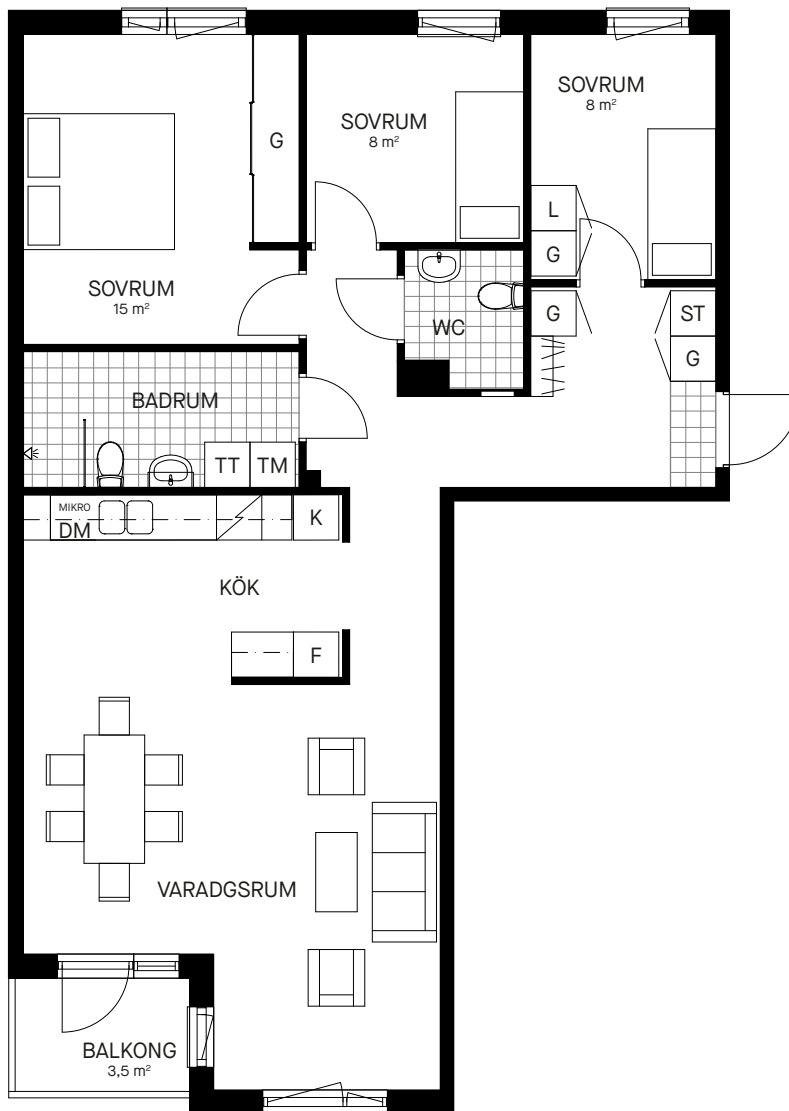 SOVRUM
8 m²
SOVRUM
8 m²
G
L
G
SOVRUM
15 m²
WC
G
ST
G
BADRUM
TT
TM
MIKRO
DM
K
KÖK
F
VARADGSRUM
BALKONG
3,5 m²